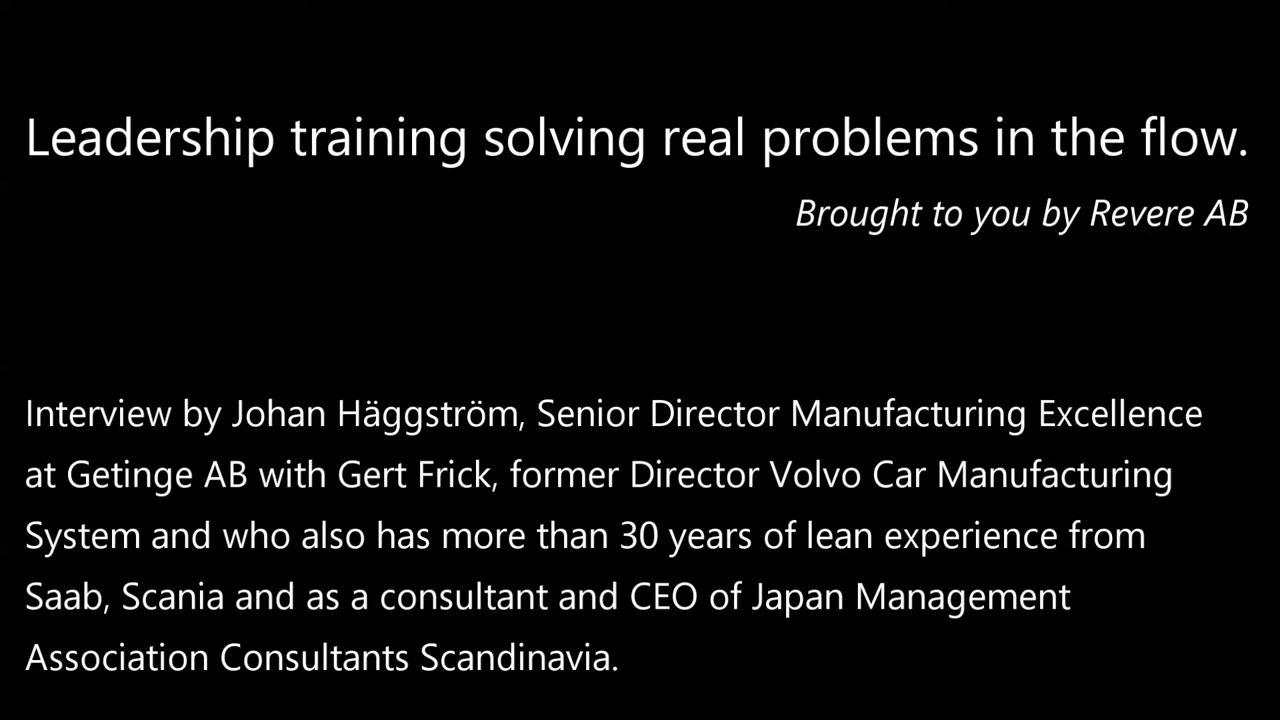 Leadership training solving real problems in the flow.
Brought to you by Revere AB
Interview by Johan Häggström, Senior Director Manufacturing Excellence
at Getinge AB with Gert Frick, former Director Volvo Car Manufacturing
System and who also has more than 30 years of lean experience from
Saab, Scania and as a consultant and CEO of Japan Management
Association Consultants Scandinavia.